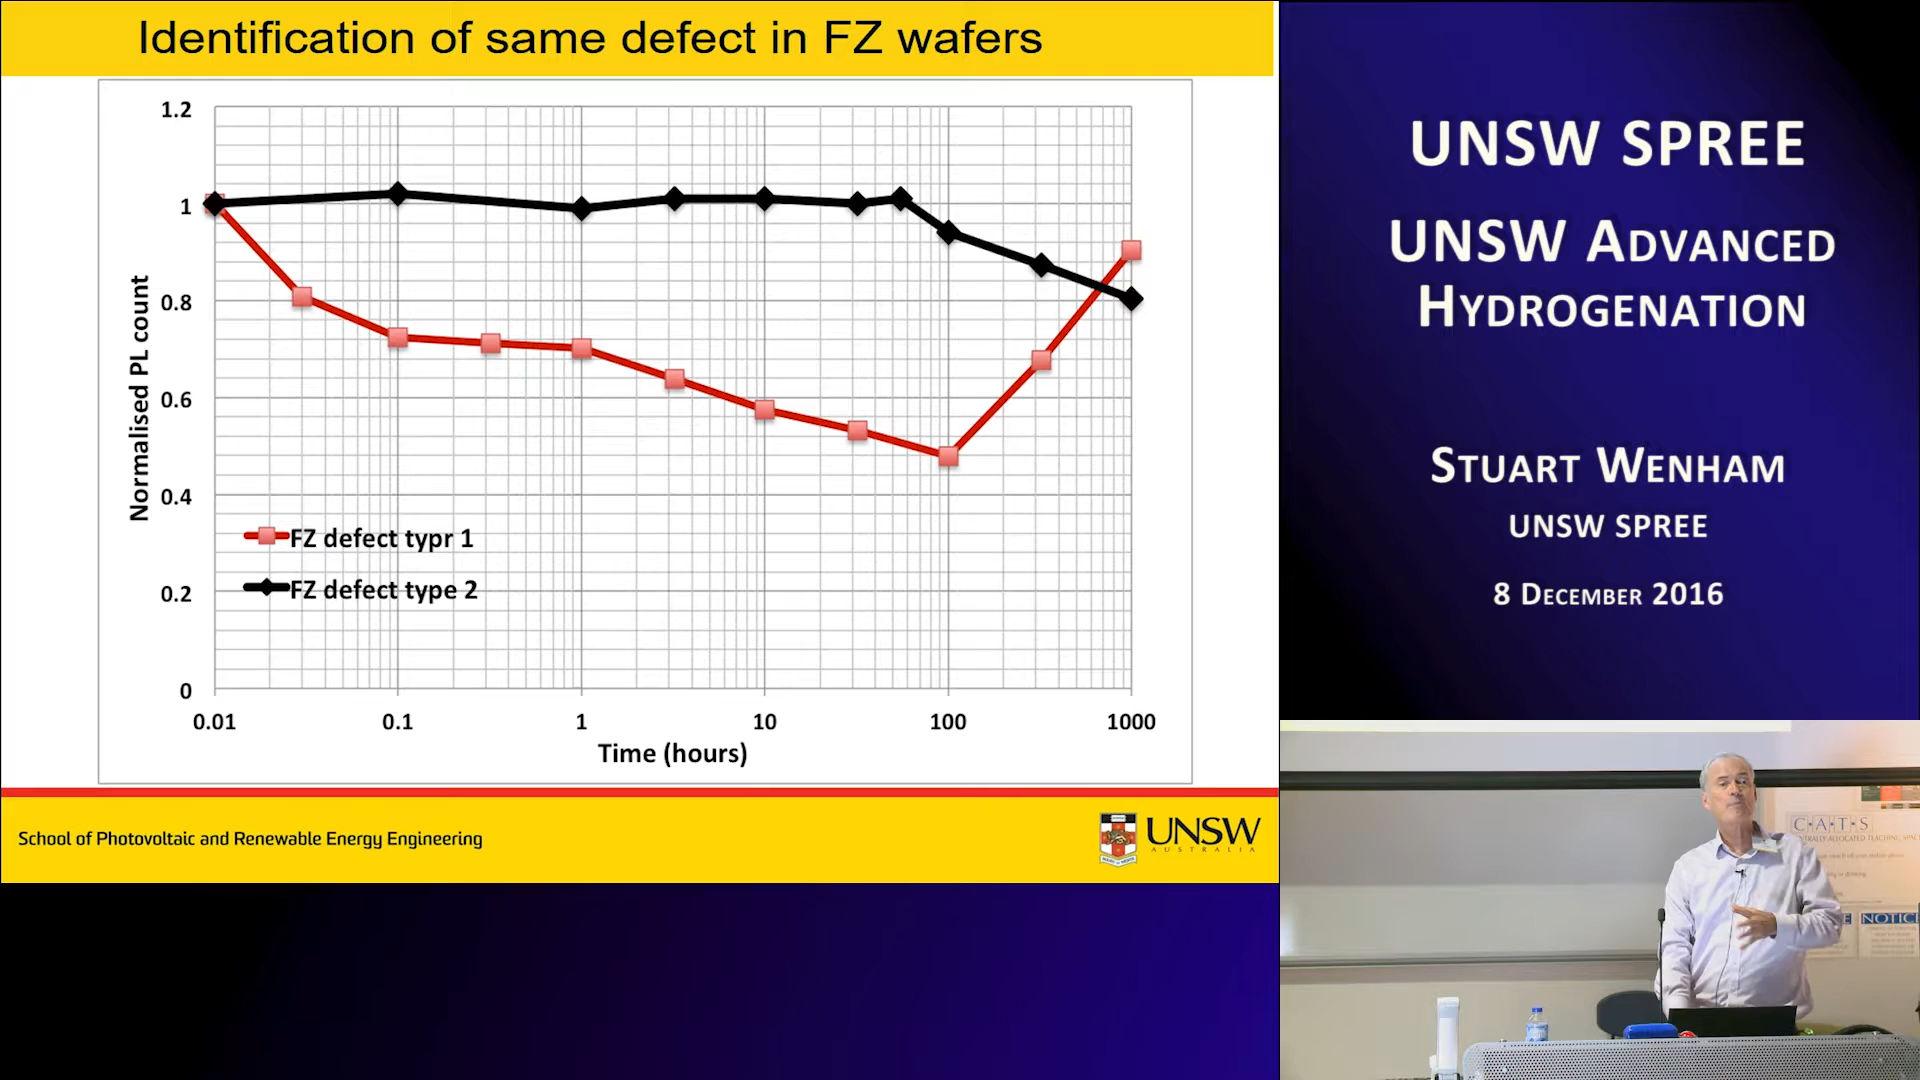 Identification of same defect in FZ wafers
1.2
1
0.8
0.6
0.4
0.2
0
Normalised PL count
FZ defect typr 1
FZ defect type 2
0.01 0.1 1 10 100 1000
Time (hours)
School of Photovoltaic and Renewable Energy Engineering
UNSW
AUSTRALIA
UNSW SPREE
UNSW ADVANCED
HYDROGENATION
STUART WENHAM
UNSW SPREE
8 DECEMBER 2016
C·A·T·S
NOTIC